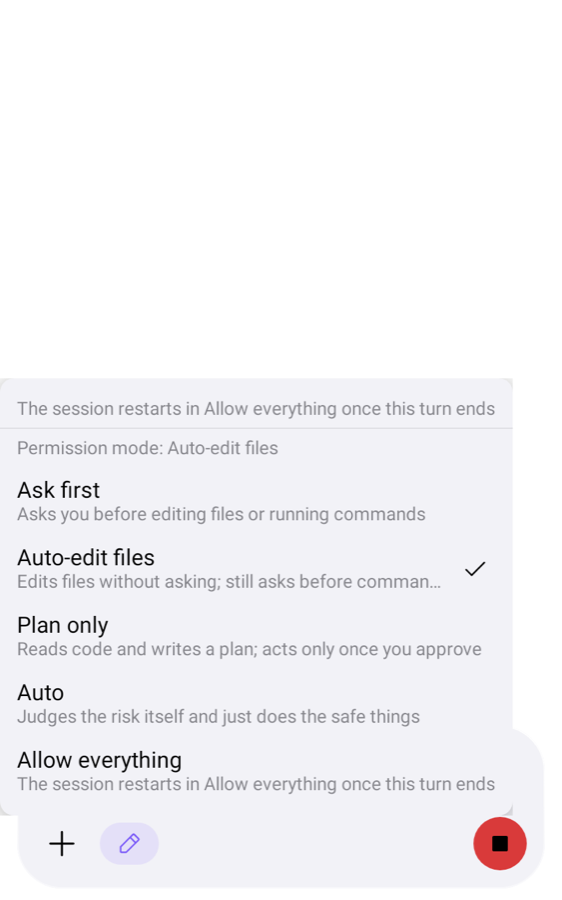 The session restarts in Allow everything once this turn ends
Permission mode: Auto-edit files
Ask first
Asks you before editing files or running commands
Auto-edit files
Edits files without asking; still asks before comman...
Plan only
Reads code and writes a plan; acts only once you approve
Auto
Judges the risk itself and just does the safe things
Allow everything
The session restarts in Allow everything once this turn ends